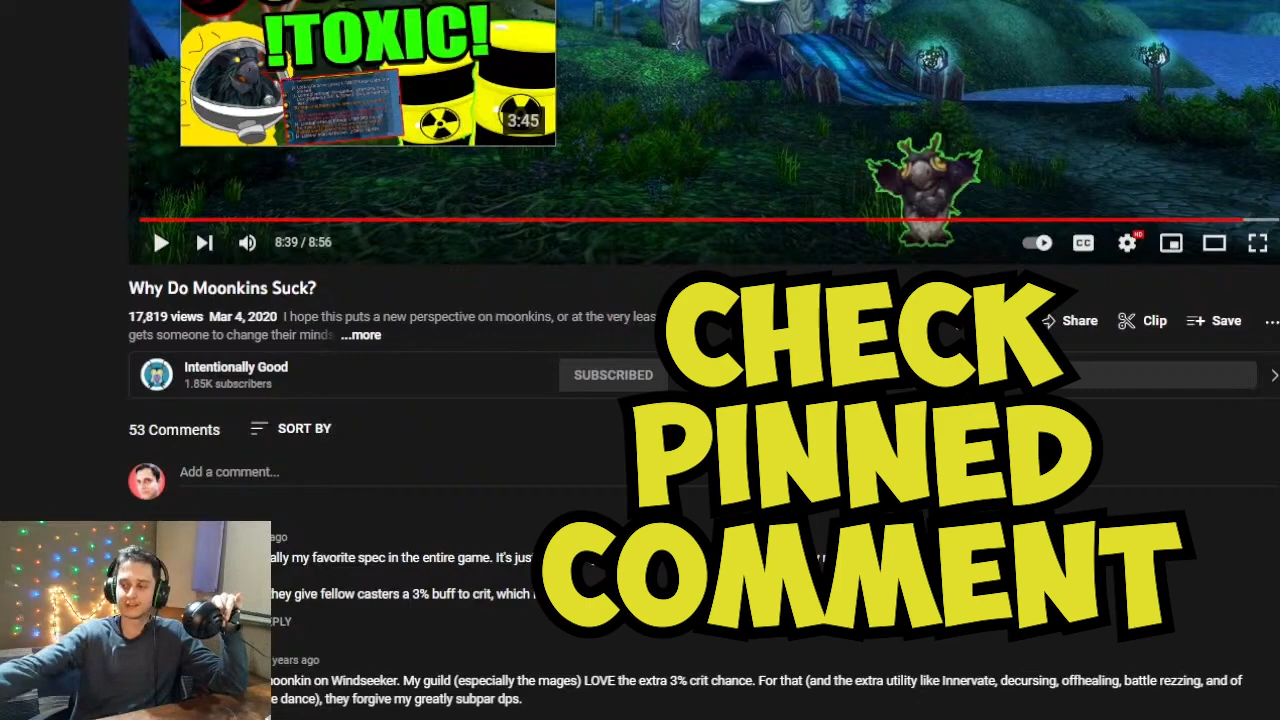 !TOXIC!
3:45
8:39 / 8:56
CC
HD
Why Do Moonkins Suck?
17,819 views Mar 4, 2020 I hope this puts a new perspective on moonkins, or at the very leas
gets someone to change their minds ...more
Share
Clip
Save
Intentionally Good
1.85K subscribers
SUBSCRIBED
53 Comments
SORT BY
Add a comment...
CHECK
PINNED
COMMENT
ago
ally my favorite spec in the entire game. It's jus
hey give fellow casters a 3% buff to crit, which
PLY
years ago
oonkin on Windseeker. My guild (especially the mages) LOVE the extra 3% crit chance. For that (and the extra utility like Innervate, decursing, offhealing, battle rezzing, and of
e dance), they forgive my greatly subpar dps.